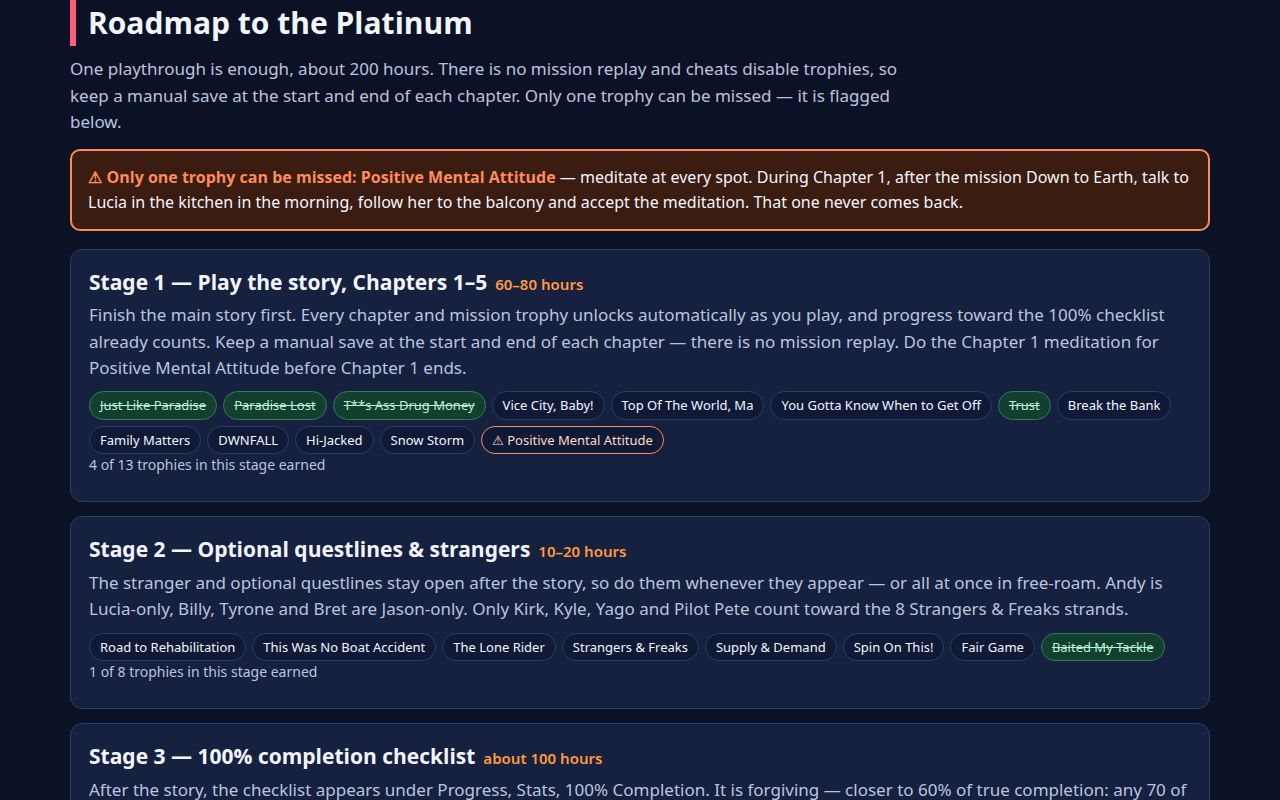 Roadmap to the Platinum
One playthrough is enough, about 200 hours. There is no mission replay and cheats disable trophies, so
keep a manual save at the start and end of each chapter. Only one trophy can be missed — it is flagged
below.
⚠ Only one trophy can be missed: Positive Mental Attitude — meditate at every spot. During Chapter 1, after the mission Down to Earth, talk to
Lucia in the kitchen in the morning, follow her to the balcony and accept the meditation. That one never comes back.
Stage 1 — Play the story, Chapters 1–5 60–80 hours
Finish the main story first. Every chapter and mission trophy unlocks automatically as you play, and progress toward the 100% checklist
already counts. Keep a manual save at the start and end of each chapter — there is no mission replay. Do the Chapter 1 meditation for
Positive Mental Attitude before Chapter 1 ends.
Just Like Paradise Paradise Lost T**s Ass Drug Money Vice City, Baby! Top Of The World, Ma You Gotta Know When to Get Off Trust Break the Bank
Family Matters DWNFALL Hi-Jacked Snow Storm ⚠ Positive Mental Attitude
4 of 13 trophies in this stage earned
Stage 2 — Optional questlines & strangers 10–20 hours
The stranger and optional questlines stay open after the story, so do them whenever they appear — or all at once in free-roam. Andy is
Lucia-only, Billy, Tyrone and Bret are Jason-only. Only Kirk, Kyle, Yago and Pilot Pete count toward the 8 Strangers & Freaks strands.
Road to Rehabilitation This Was No Boat Accident The Lone Rider Strangers & Freaks Supply & Demand Spin On This! Fair Game Baited My Tackle
1 of 8 trophies in this stage earned
Stage 3 — 100% completion checklist about 100 hours
After the story, the checklist appears under Progress, Stats, 100% Completion. It is forgiving — closer to 60% of true completion: any 70 of